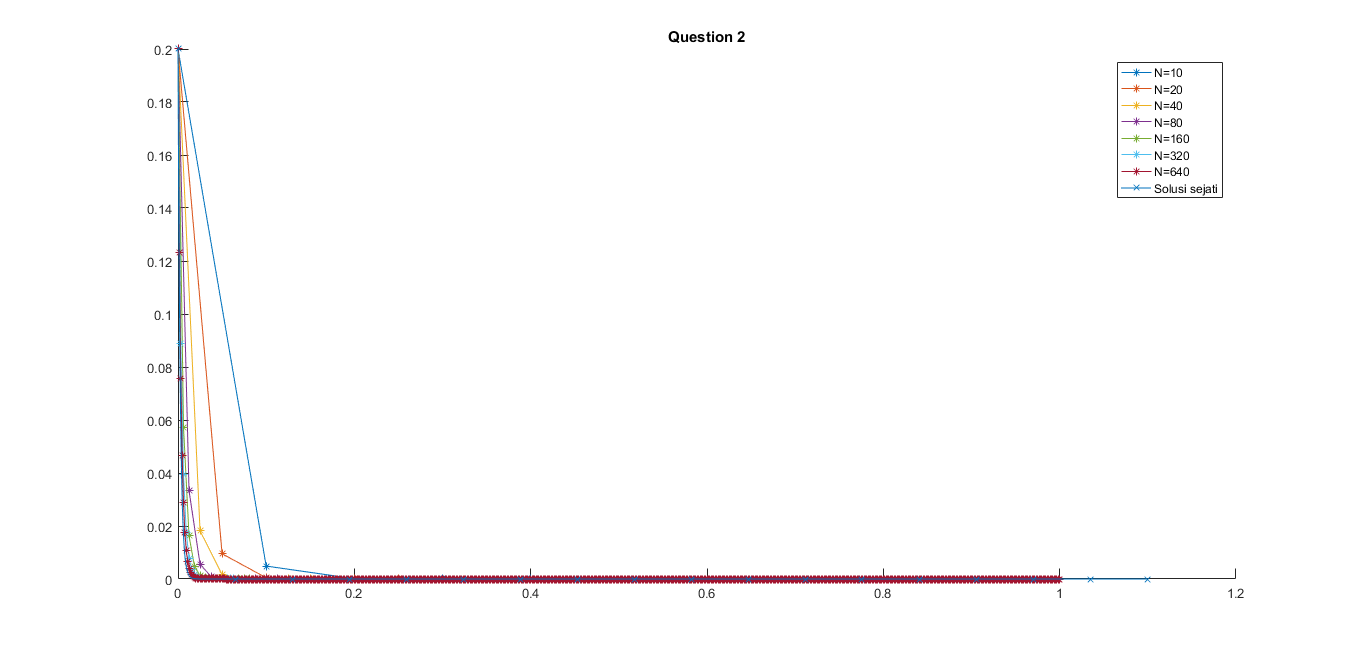 Question 2
N=10
N=20
N=40
N=80
N=160
N=320
N=640
Solusi sejati
0.2
0.18
0.16
0.14
0.12
0.1
0.08
0.06
0.04
0.02
0
0 0.2 0.4 0.6 0.8 1 1.2